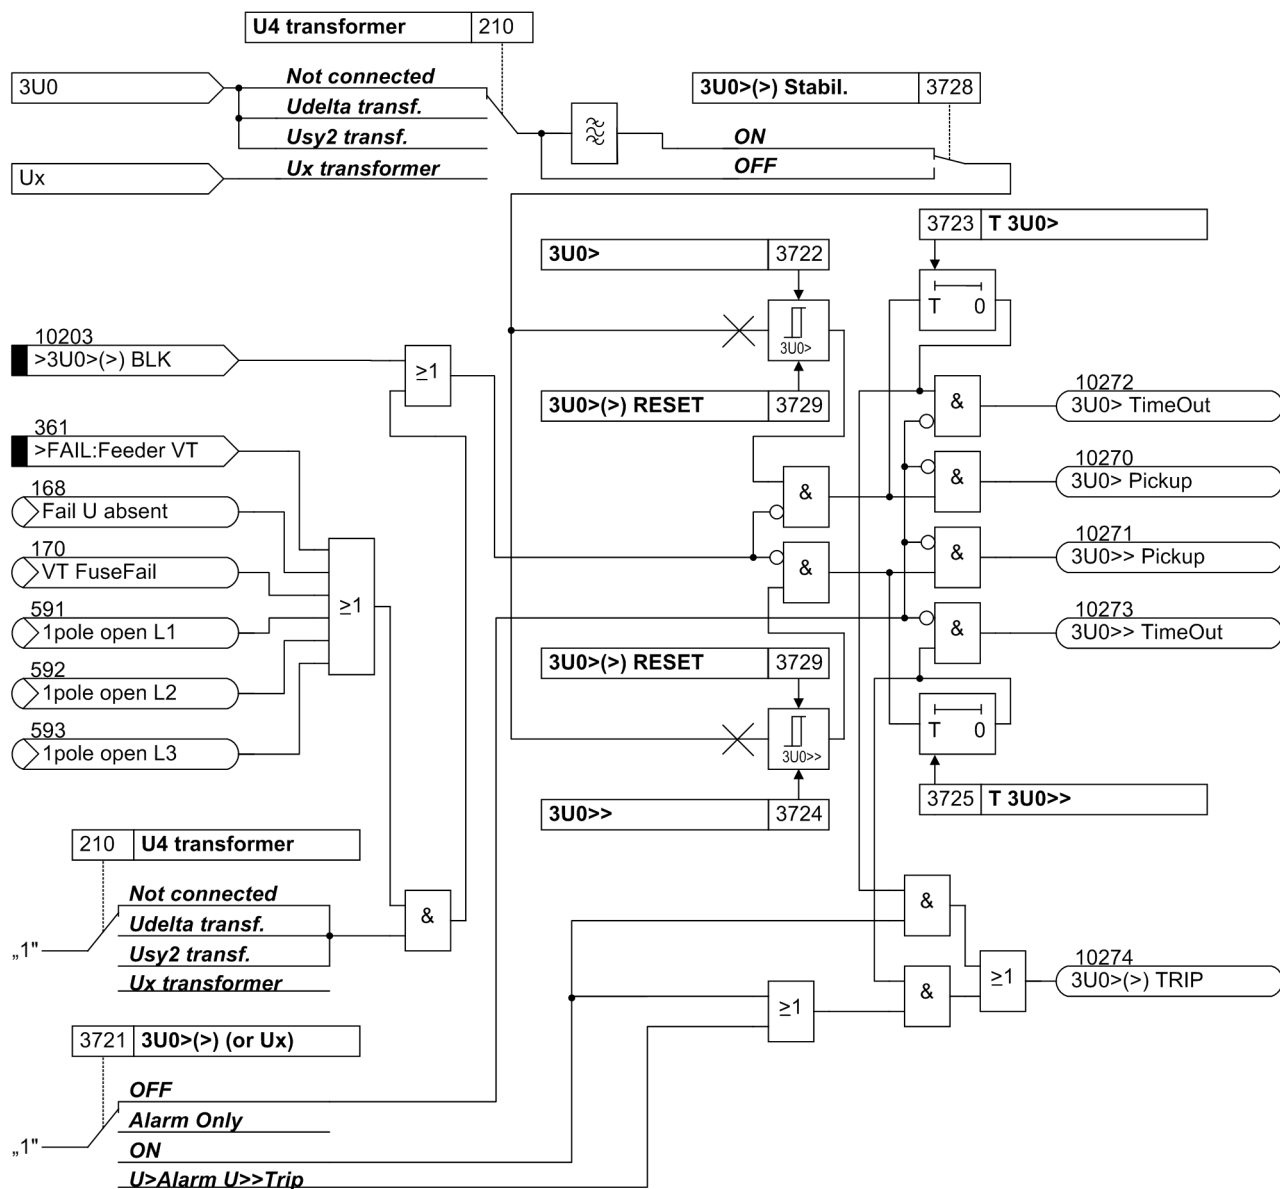 U4 transformer 210
3U0
Not connected
Udelta transf.
Usy2 transf.
Ux
Ux transformer
3U0>(>) Stabil. 3728
ON
OFF
3723 T 3U0>
3U0> 3722
T 0
3U0>
3U0>(>) RESET 3729
10203
>3U0>(>) BLK
≥1
361
>FAIL:Feeder VT
168
Fail U absent
170
VT FuseFail
591
1pole open L1
592
1pole open L2
593
1pole open L3
≥1
&
&
&
10272
3U0> TimeOut
&
10270
3U0> Pickup
&
10271
3U0>> Pickup
&
10273
3U0>> TimeOut
3U0>(>) RESET 3729
3U0>>
T 0
3U0>> 3724
3725 T 3U0>>
210 U4 transformer
Not connected
Udelta transf.
Usy2 transf.
Ux transformer
„1"
&
&
&
≥1
≥1
10274
3U0>(>) TRIP
3721 3U0>(>) (or Ux)
OFF
Alarm Only
ON
U>Alarm U>>Trip
„1"